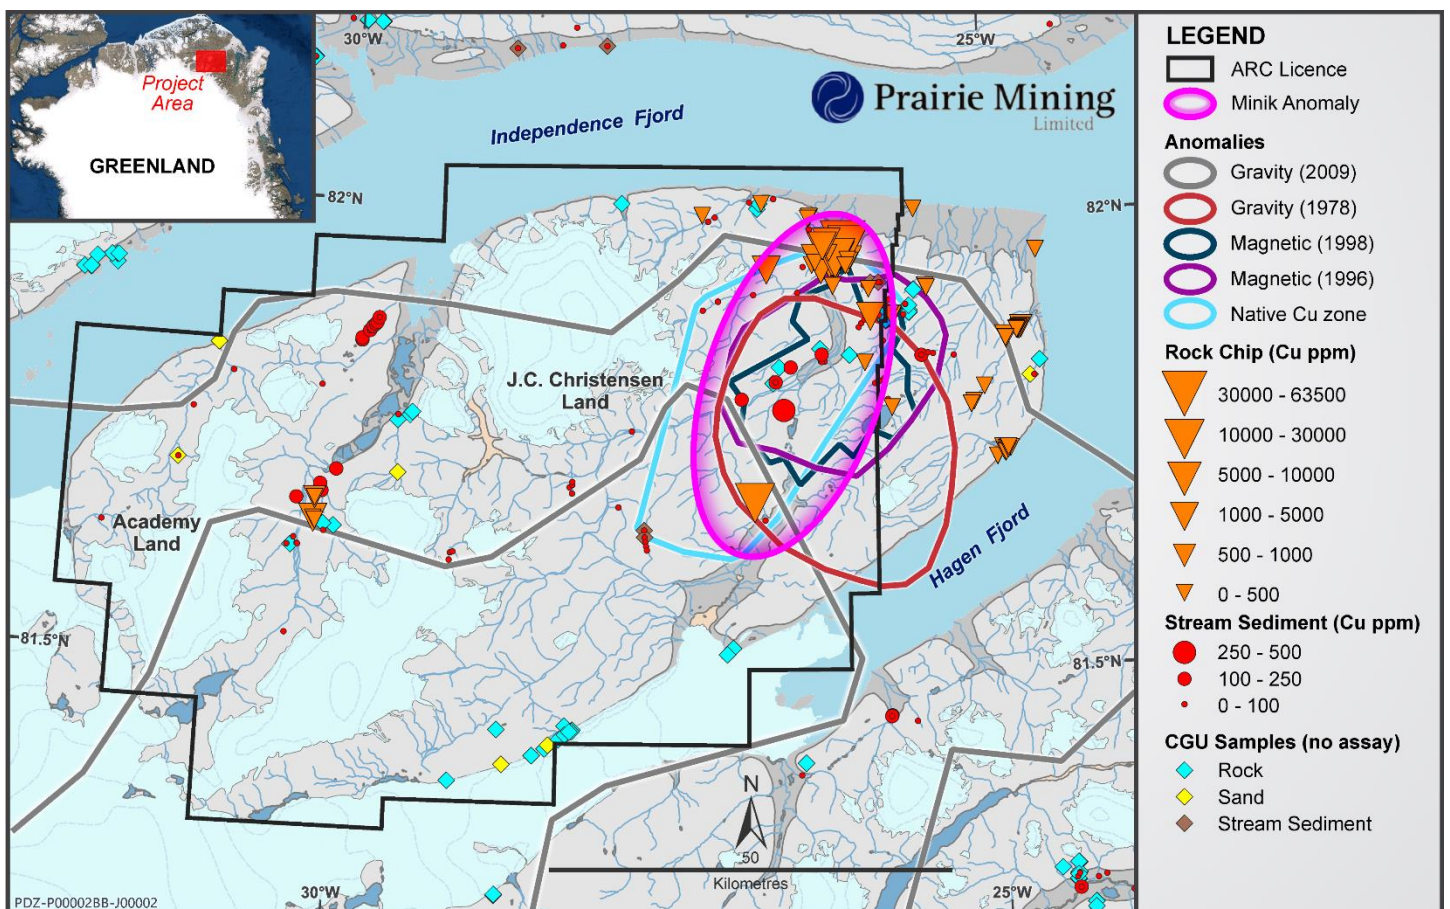 30°W
25°W
Project
Area
GREENLAND
Independence Fjord
Prairie Mining
Limited
82°N
82°N
J.C. Christensen
Land
Academy
Land
Hagen Fjord
81.5°N
81.5°N
N
50
Kilometres
30°W
25°W
PDZ-P00002BB-J00002
LEGEND
ARC Licence
Minik Anomaly
Anomalies
Gravity (2009)
Gravity (1978)
Magnetic (1998)
Magnetic (1996)
Native Cu zone
Rock Chip (Cu ppm)
30000 - 63500
10000 - 30000
5000 - 10000
1000 - 5000
500 - 1000
0 - 500
Stream Sediment (Cu ppm)
250 - 500
100 - 250
0 - 100
CGU Samples (no assay)
Rock
Sand
Stream Sediment